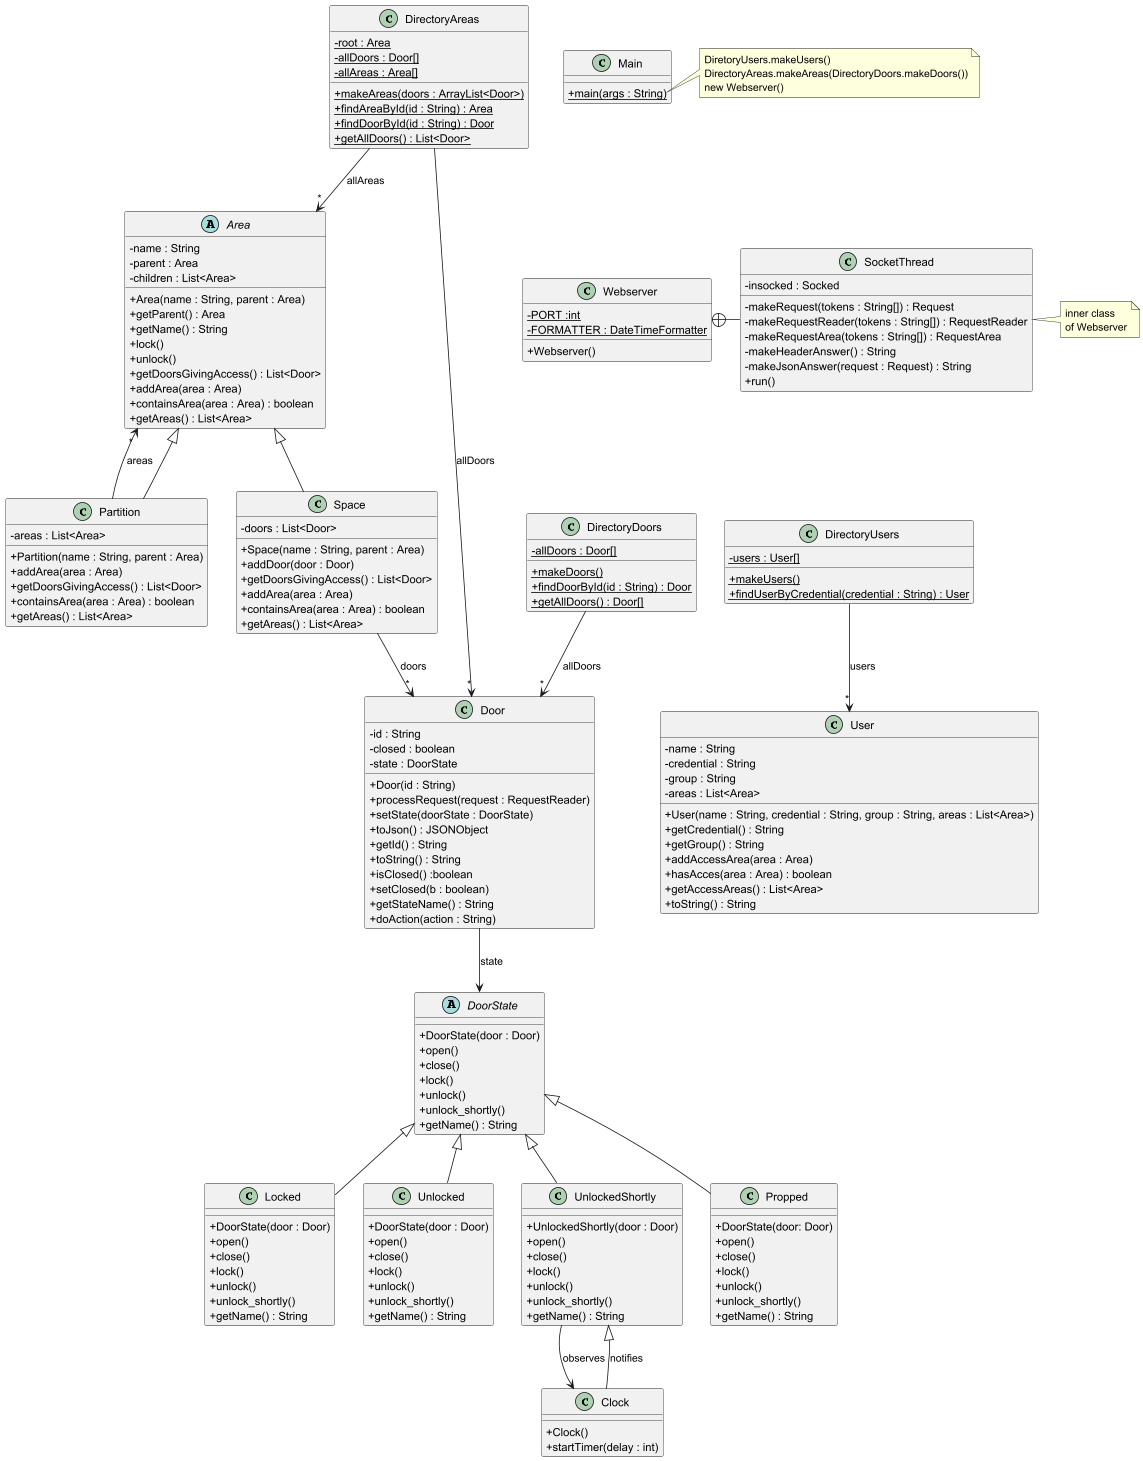 C DirectoryAreas
-root : Area
-allDoors : Door[]
-allAreas : Area[]
+makeAreas(doors : ArrayList<Door>)
+findAreaById(id : String) : Area
+findDoorById(id : String) : Door
+getAllDoors() : List<Door>
C Main
+main(args : String)
DiretoryUsers.makeUsers()
DirectoryAreas.makeAreas(DirectoryDoors.makeDoors())
new Webserver()
allAreas
*
A Area
-name : String
-parent : Area
-children : List<Area>
+Area(name : String, parent : Area)
+getParent() : Area
+getName() : String
+lock()
+unlock()
+getDoorsGivingAccess() : List<Door>
+addArea(area : Area)
+containsArea(area : Area) : boolean
+getAreas() : List<Area>
C Webserver
-PORT :int
-FORMATTER : DateTimeFormatter
+Webserver()
C SocketThread
-insocked : Socked
-makeRequest(tokens : String[]) : Request
-makeRequestReader(tokens : String[]) : RequestReader
-makeRequestArea(tokens : String[]) : RequestArea
-makeHeaderAnswer() : String
-makeJsonAnswer(request : Request) : String
+run()
inner class
of Webserver
*
areas
allDoors
C Partition
-areas : List<Area>
+Partition(name : String, parent : Area)
+addArea(area : Area)
+getDoorsGivingAccess() : List<Door>
+containsArea(area : Area) : boolean
+getAreas() : List<Area>
C Space
-doors : List<Door>
+Space(name : String, parent : Area)
+addDoor(door : Door)
+getDoorsGivingAccess() : List<Door>
+addArea(area : Area)
+containsArea(area : Area) : boolean
+getAreas() : List<Area>
C DirectoryDoors
-allDoors : Door[]
+makeDoors()
+findDoorById(id : String) : Door
+getAllDoors() : Door[]
C DirectoryUsers
-users : User[]
+makeUsers()
+findUserByCredential(credential : String) : User
doors
*
*
allDoors
*
users
*
C Door
-id : String
-closed : boolean
-state : DoorState
+Door(id : String)
+processRequest(request : RequestReader)
+setState(doorState : DoorState)
+toJson() : JSONObject
+getId() : String
+toString() : String
+isClosed() :boolean
+setClosed(b : boolean)
+getStateName() : String
+doAction(action : String)
C User
-name : String
-credential : String
-group : String
-areas : List<Area>
+User(name : String, credential : String, group : String, areas : List<Area>)
+getCredential() : String
+getGroup() : String
+addAccessArea(area : Area)
+hasAcces(area : Area) : boolean
+getAccessAreas() : List<Area>
+toString() : String
state
A DoorState
+DoorState(door : Door)
+open()
+close()
+lock()
+unlock()
+unlock_shortly()
+getName() : String
C Locked
+DoorState(door : Door)
+open()
+close()
+lock()
+unlock()
+unlock_shortly()
+getName() : String
C Unlocked
+DoorState(door : Door)
+open()
+close()
+lock()
+unlock()
+unlock_shortly()
+getName() : String
C UnlockedShortly
+UnlockedShortly(door : Door)
+open()
+close()
+lock()
+unlock()
+unlock_shortly()
+getName() : String
C Propped
+DoorState(door: Door)
+open()
+close()
+lock()
+unlock()
+unlock_shortly()
+getName() : String
observes
notifies
C Clock
+Clock()
+startTimer(delay : int)